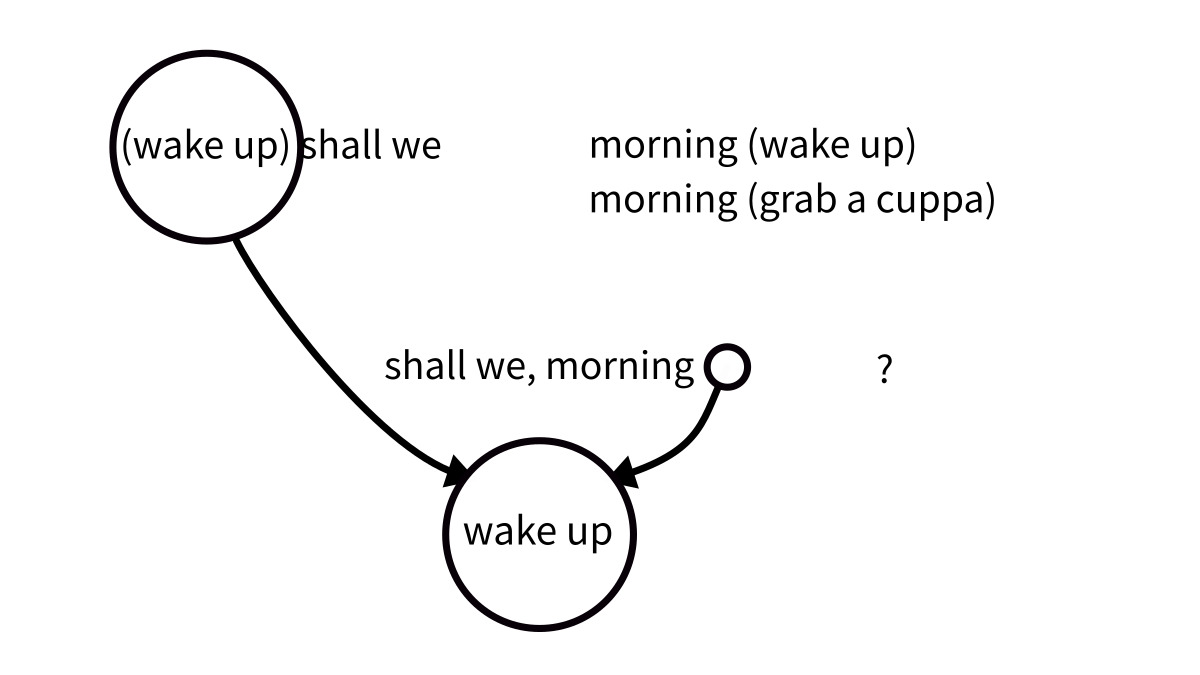 (wake up) shall we
morning (wake up)
morning (grab a cuppa)
shall we, morning
?
wake up